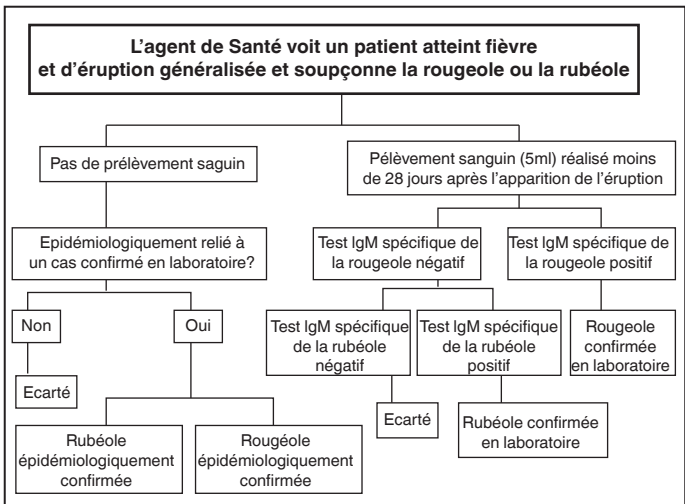 L'agent de Santé voit un patient atteint fièvre
et d'éruption généralisée et soupçonne la rougeole ou la rubéole
Pas de prélèvement saguin
Pélèvement sanguin (5ml) réalisé moins
de 28 jours après l'apparition de l'éruption
Epidémiologiquement relié à
un cas confirmé en laboratoire?
Test IgM spécifique de
la rougeole négatif
Test IgM spécifique de
la rougeole positif
Non
Oui
Test IgM spécifique
de la rubéole
négatif
Test IgM spécifique
de la rubéole
positif
Rougeole
confirmée
en laboratoire
Ecarté
Ecarté
Rubéole confirmée
en laboratoire
Rubéole
épidémiologiquement
confirmée
Rougéole
épidémiologiquement
confirmée